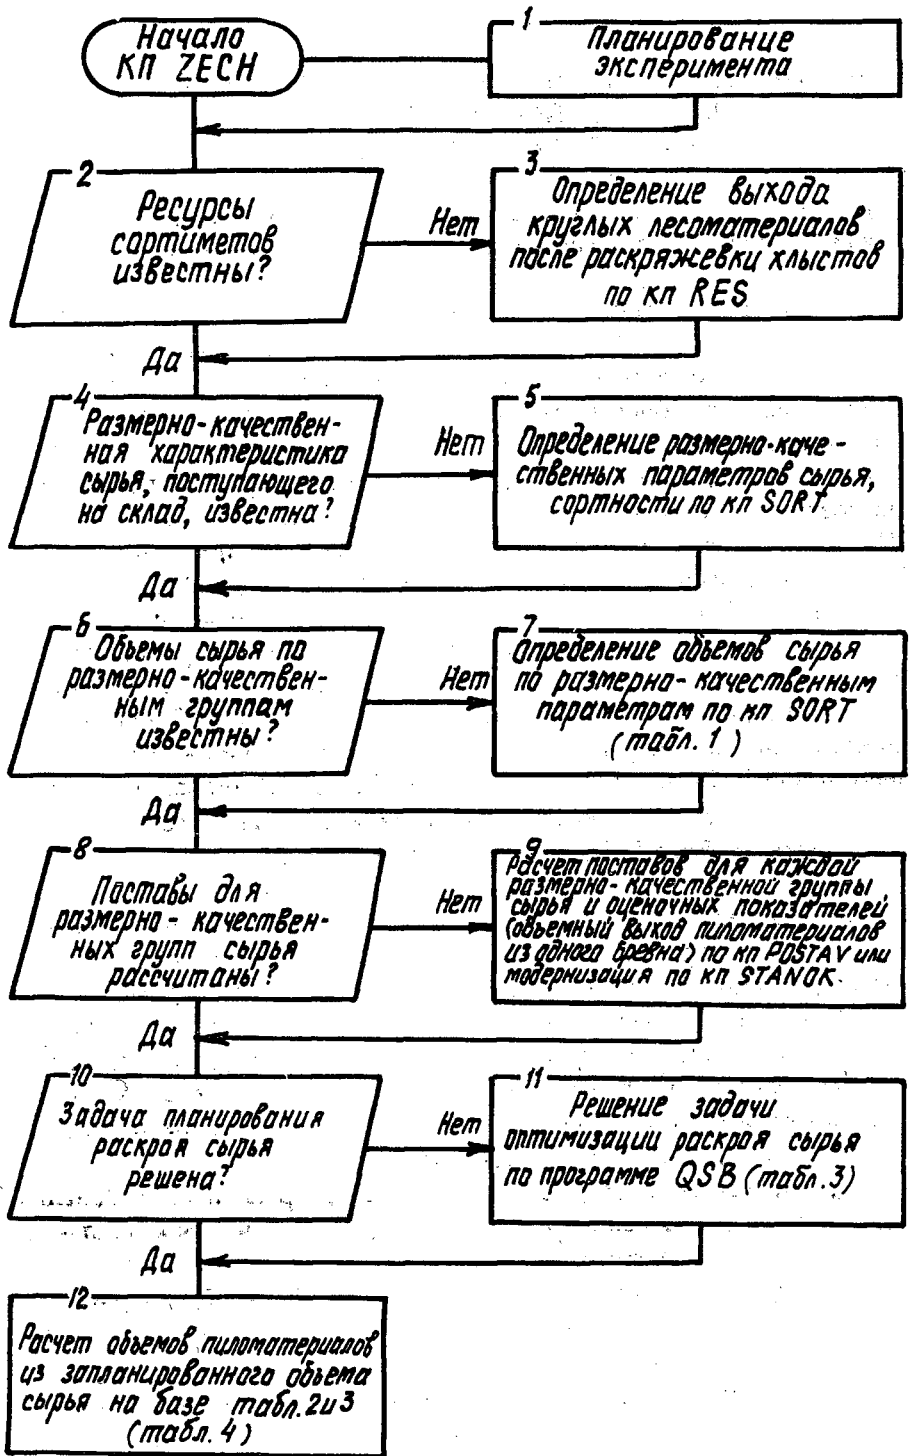 Начало
КП ZECH
1
Планирование
эксперимента
2
Ресурсы
сортиметов
известны?
Нет
3
Определение выхода
круглых лесоматериалов
после раскряжевки хлыстов
по кп RES
Да
4
Размерно-качествен-
ная характеристика
сырья, поступающего
на склад, известна?
Нет
5
Определение размерно-каче-
ственных параметров сырья,
сортности по кп SORT
Да
6
Объемы сырья по
размерно-качествен-
ным группам
известны?
Нет
7
Определение объемов сырья
по размерно-качественным
параметрам по кп SORT
(табл. 1)
Да
8
Поставы для
размерно-качествен-
ных групп сырья
рассчитаны?
Нет
9
Расчет поставов для каждой
размерно-качественной группы
сырья и оценочных показателей
(объемный выход пиломатериалов
из одного бревна) по кп POSTAV или
модернизация по кп STANOK.
Да
10
Задача планирования
раскроя сырья
решена?
Нет
11
Решение задачи
оптимизации раскроя сырья
по программе QSB (табл.3)
Да
12
Расчет объемов пиломатериалов
из запланированного объема
сырья на базе табл.2и3
(табл. 4)